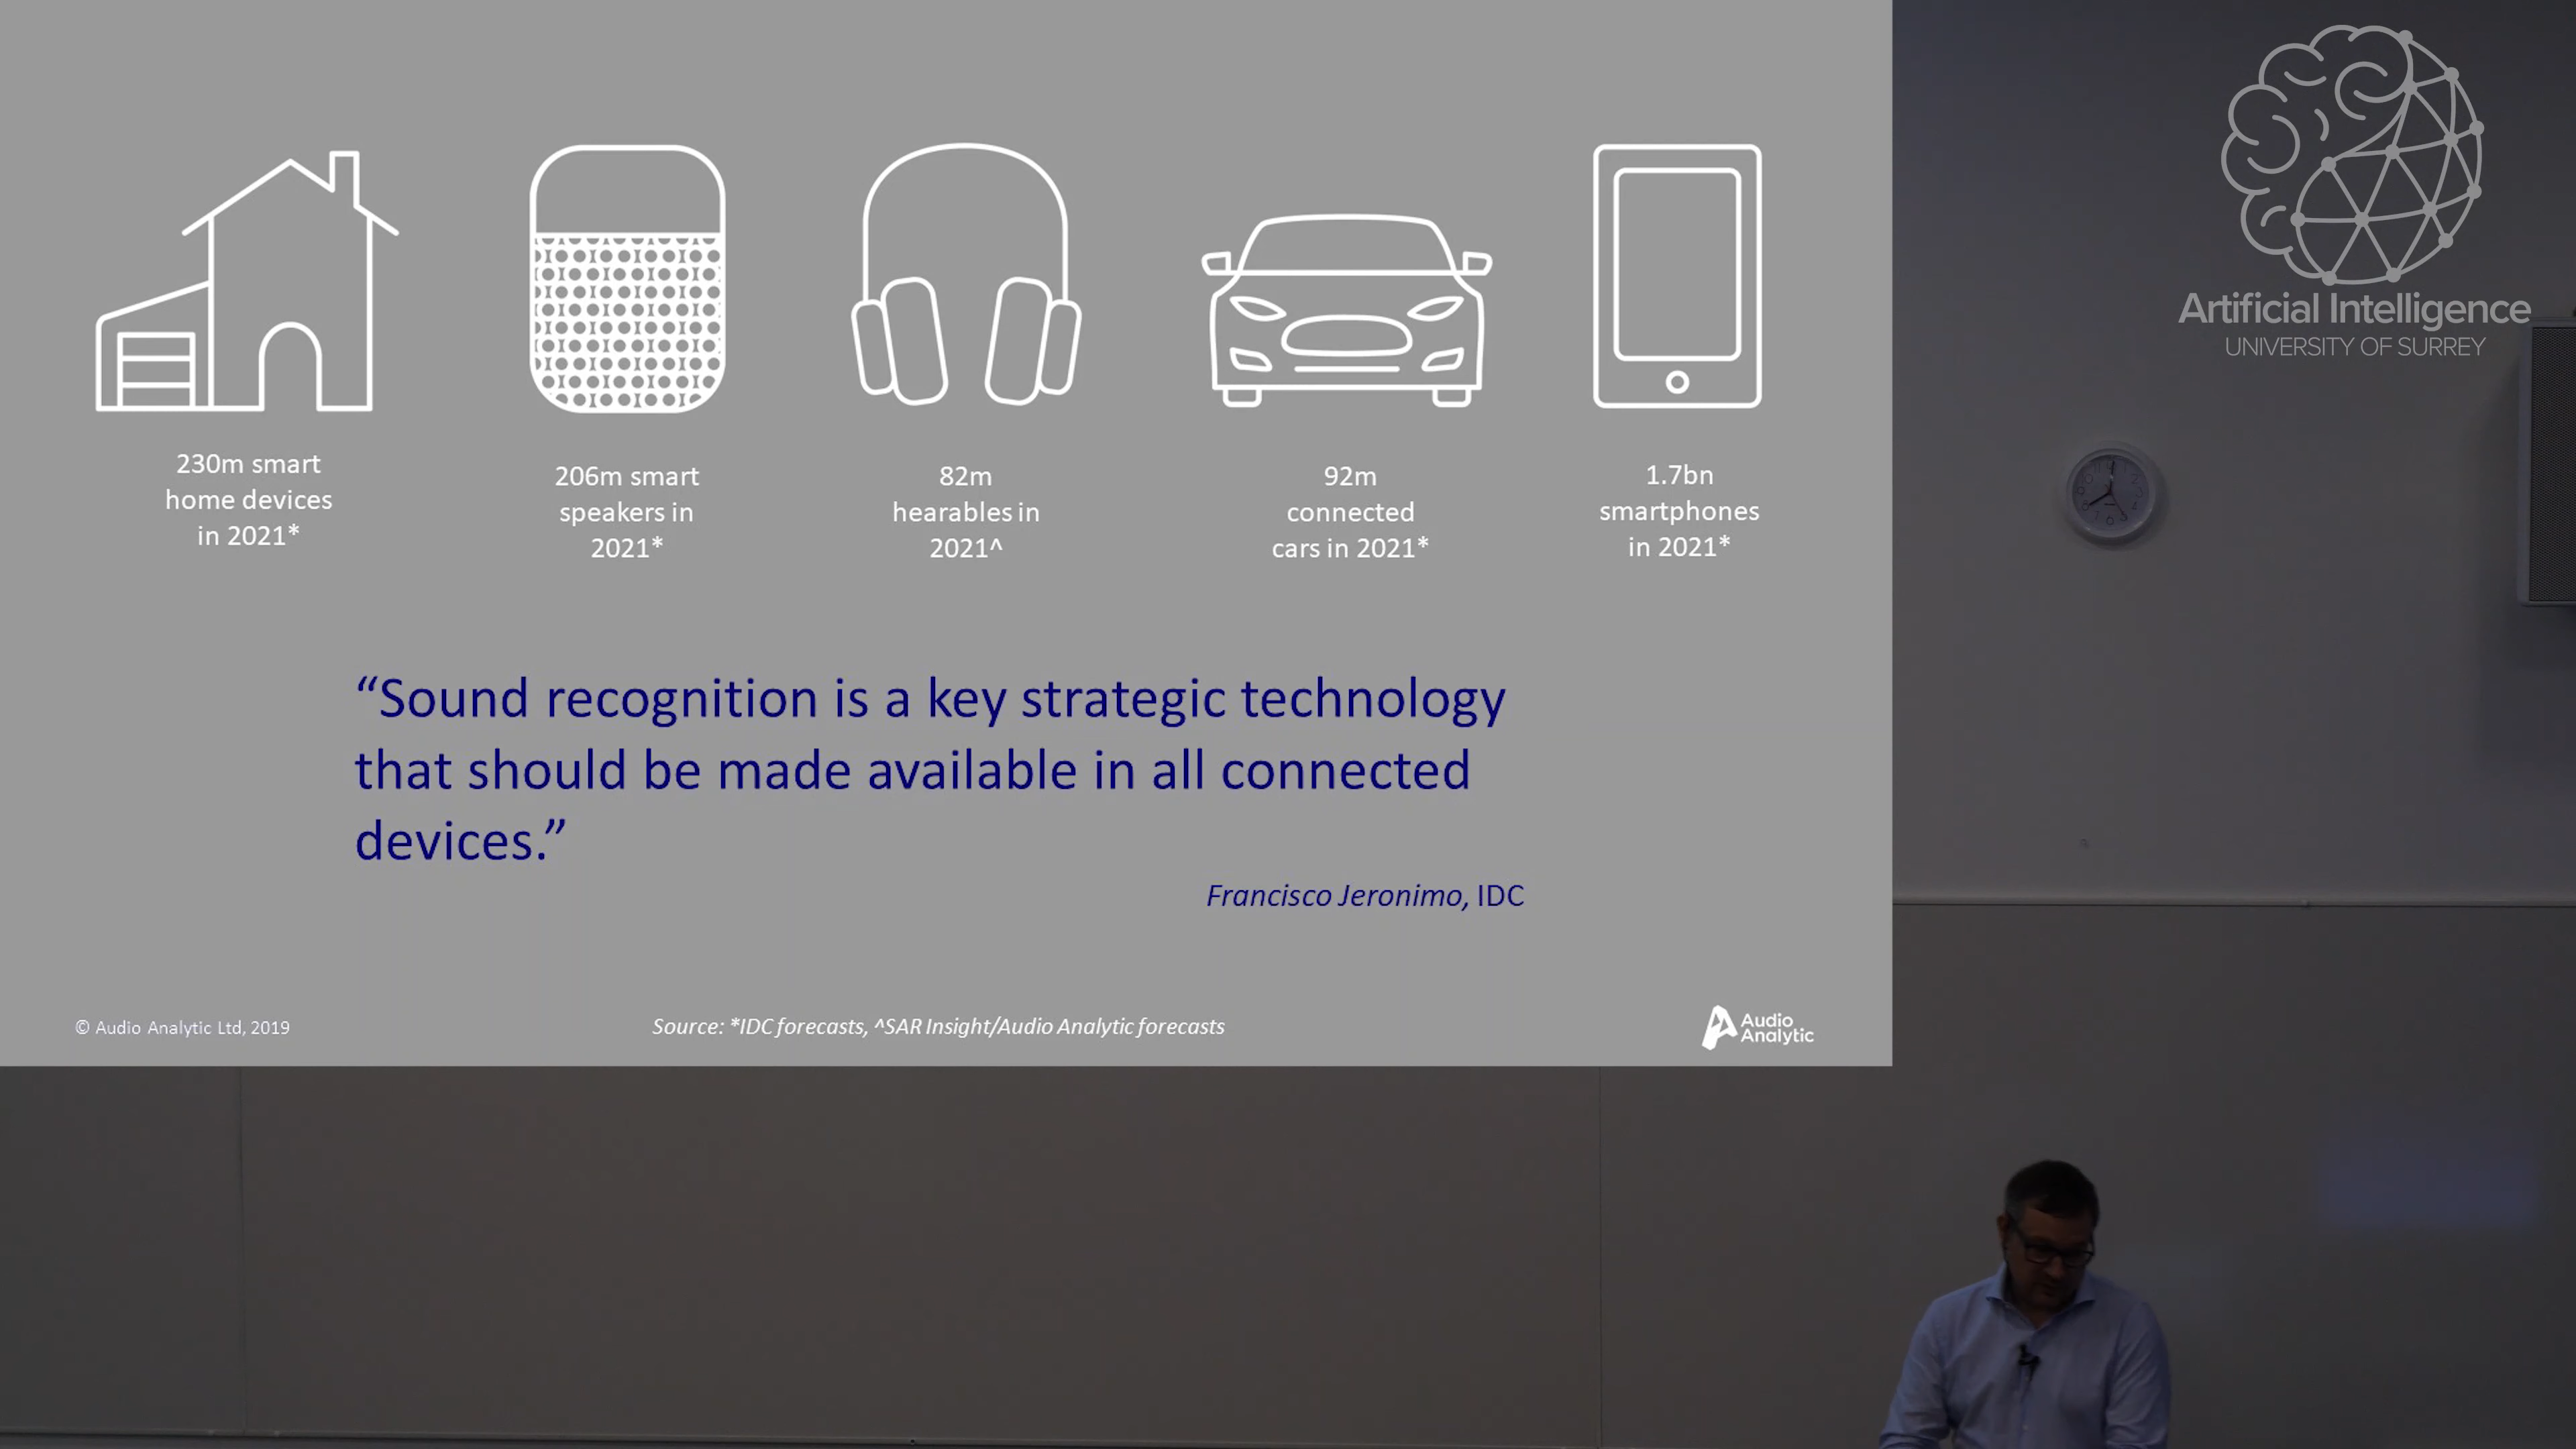 Artificial Intelligence
UNIVERSITY OF SURREY
230m smart
home devices
in 2021*
206m smart
speakers in
2021*
82m
hearables in
2021^
92m
connected
cars in 2021*
1.7bn
smartphones
in 2021*
“Sound recognition is a key strategic technology
that should be made available in all connected
devices.”
Francisco Jeronimo, IDC
© Audio Analytic Ltd, 2019
Source: *IDC forecasts, ^SAR Insight/Audio Analytic forecasts
Audio
Analytic